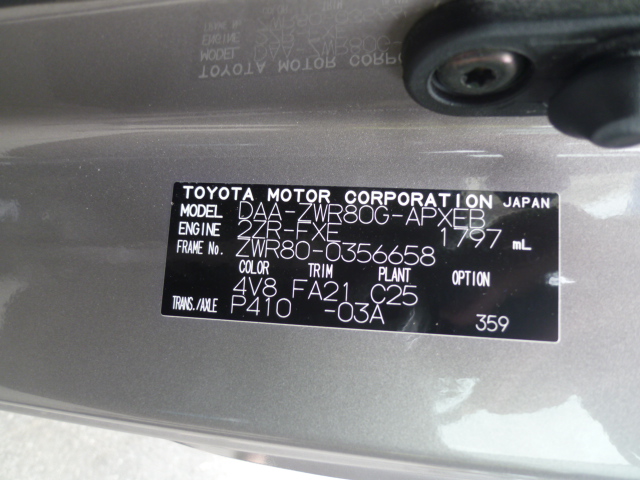 TOYOTA MOTOR CORPORATION JAPAN
MODEL DAA-ZWR80G-APXEB
ENGINE 2ZR-FXE 1797 mL
FRAME No. ZWR80-0356658
COLOR TRIM PLANT OPTION
4V8 FA21 C25
TRANS./AXLE P410 -03A 359